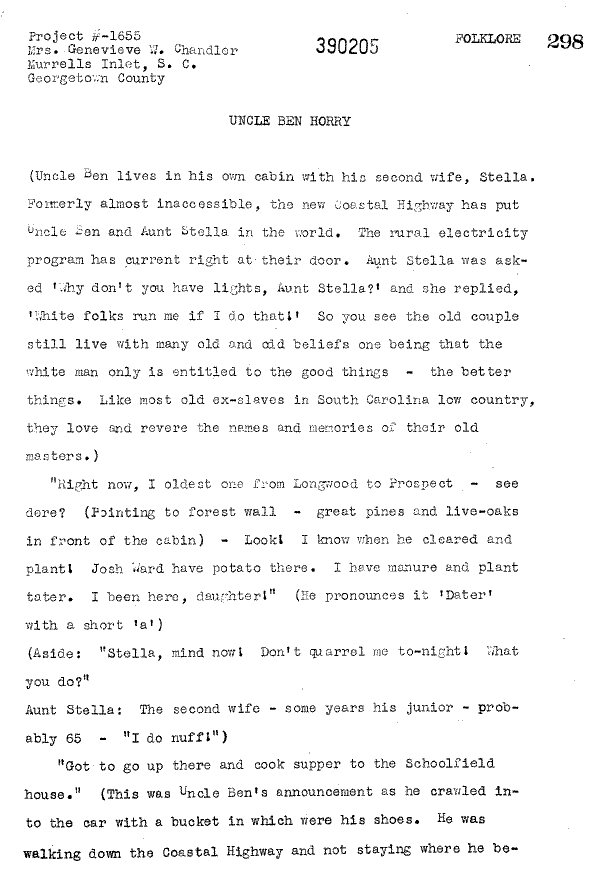 Project #-1655
Mrs. Genevieve W. Chandler
Murrells Inlet, S. C.
Georgetown County
390205
FOLKLORE
298
UNCLE BEN HORRY
(Uncle Ben lives in his own cabin with his second wife, Stella.
Formerly almost inaccessible, the new Coastal Highway has put
Uncle Ben and Aunt Stella in the world. The rural electricity
program has current right at their door. Aunt Stella was ask-
ed 'Why don't you have lights, Aunt Stella?' and she replied,
'White folks run me if I do that!' So you see the old couple
still live with many old and odd beliefs one being that the
white man only is entitled to the good things - the better
things. Like most old ex-slaves in South Carolina low country,
they love and revere the names and memories of their old
masters.)
"Right now, I oldest one from Longwood to Prospect - see
dere? (Pointing to forest wall - great pines and live-oaks
in front of the cabin) - Look! I know when he cleared and
plant! Josh Ward have potato there. I have manure and plant
tater. I been here, daughter!" (He pronounces it 'Dater'
with a short 'a')
(Aside: "Stella, mind now! Don't quarrel me to-night! What
you do?"
Aunt Stella: The second wife - some years his junior - prob-
ably 65 - "I do nuff!")
"Got to go up there and cook supper to the Schoolfield
house." (This was Uncle Ben's announcement as he crawled in-
to the car with a bucket in which were his shoes. He was
walking down the Coastal Highway and not staying where he be-